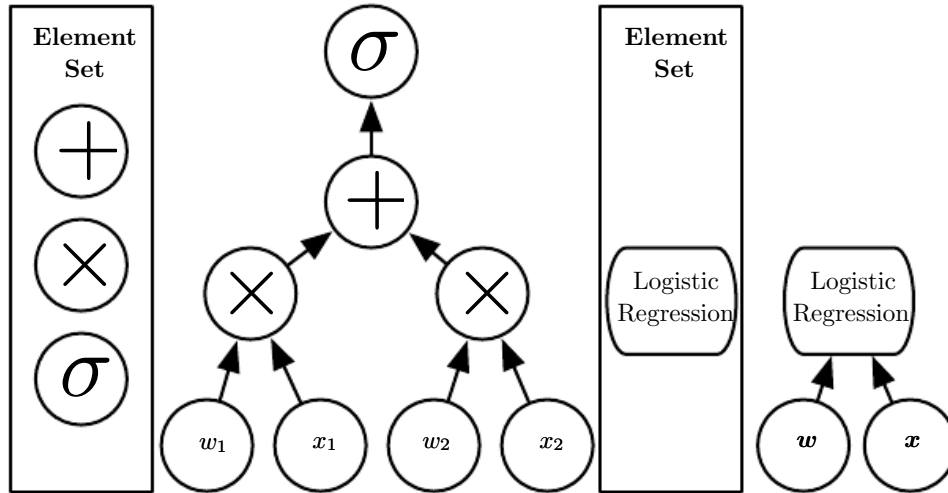 Element
Set
+
×
σ
σ
+
×
×
w₁
x₁
w₂
x₂
Element
Set
Logistic
Regression
Logistic
Regression
w
x